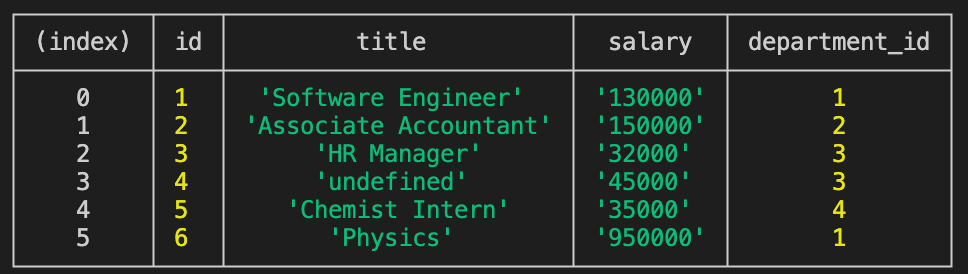 (index) id title salary department_id
0 1 'Software Engineer' '130000' 1
1 2 'Associate Accountant' '150000' 2
2 3 'HR Manager' '32000' 3
3 4 'undefined' '45000' 3
4 5 'Chemist Intern' '35000' 4
5 6 'Physics' '950000' 1